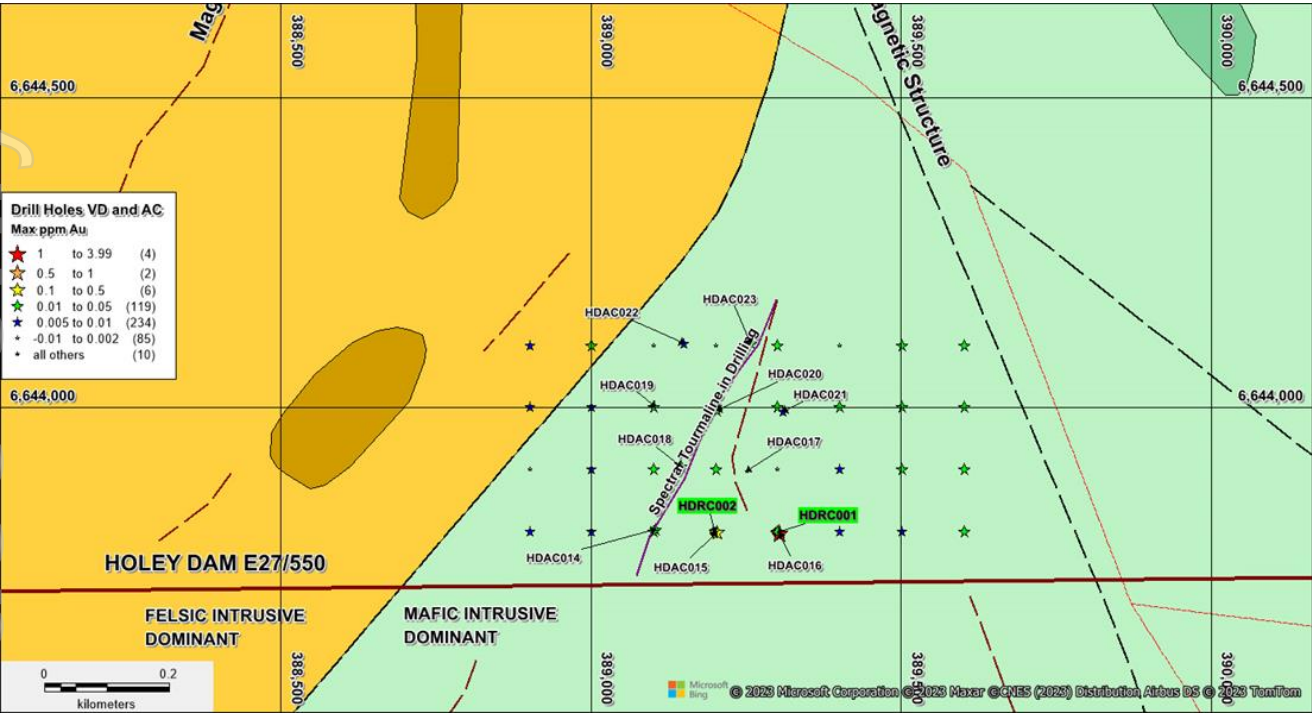 Mag
388,500
389,000
agnetic Structure
389,500
390,000
6,644,500
6,644,500
Drill Holes VD and AC
Max ppm Au
1 to 3.99 (4)
0.5 to 1 (2)
0.1 to 0.5 (6)
0.01 to 0.05 (119)
0.005 to 0.01 (234)
-0.01 to 0.002 (85)
all others (10)
HDAC023
HDAC022
Spectral Tourmaline in Drilling
HDAC020
HDAC019
HDAC021
6,644,000
6,644,000
HDAC018
HDAC017
HDRC002
HDRC001
HDAC014
HDAC015
HDAC016
HOLEY DAM E27/550
FELSIC INTRUSIVE
DOMINANT
MAFIC INTRUSIVE
DOMINANT
388,500
389,000
389,500
390,000
0 0.2
kilometers
Microsoft
Bing
© 2023 Microsoft Corporation © 2023 Maxar ©CNES (2023) Distribution Airbus DS © 2023 TomTom